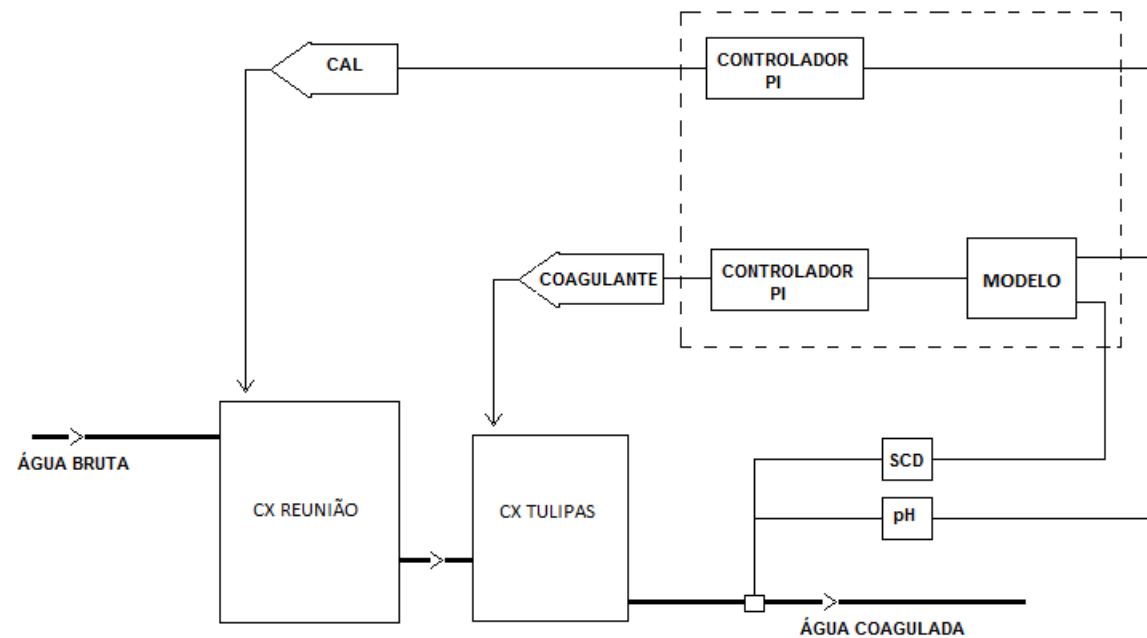 CAL
CONTROLADOR
PI
COAGULANTE
CONTROLADOR
PI
MODELO
ÁGUA BRUTA
CX REUNIÃO
CX TULIPAS
SCD
pH
ÁGUA COAGULADA